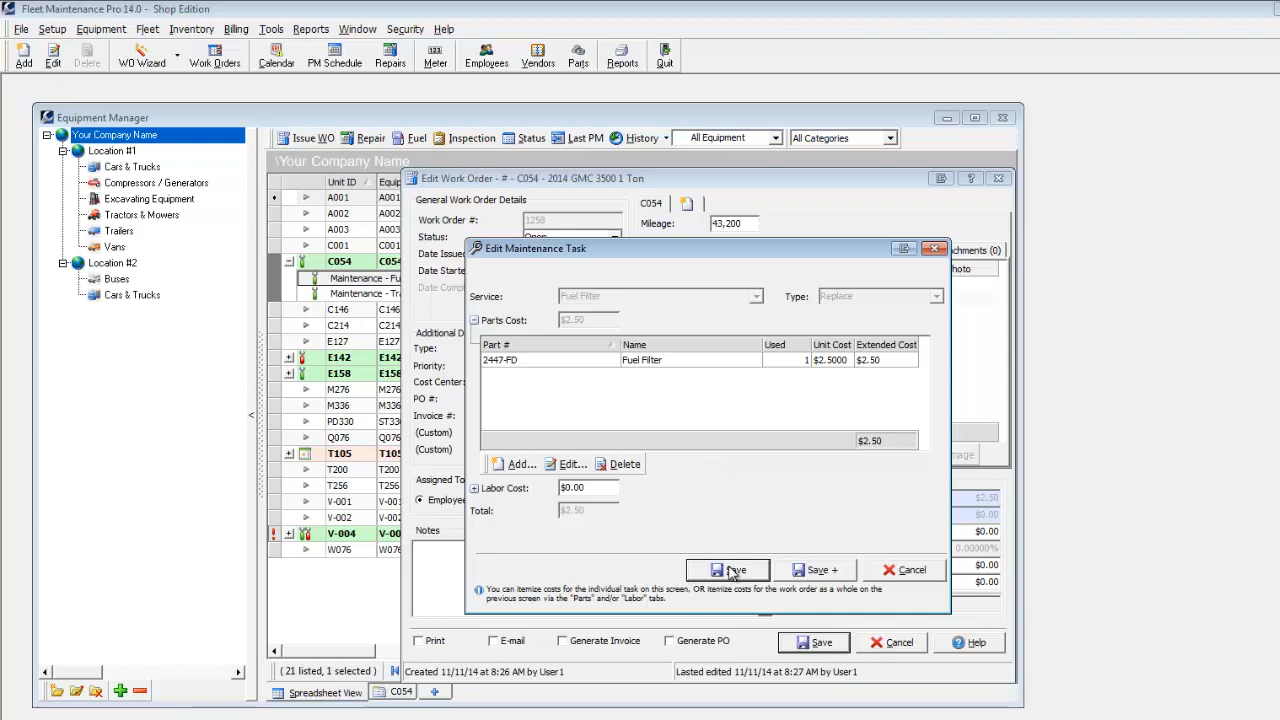 Fleet Maintenance Pro 14.0 - Shop Edition
File Setup Equipment Fleet Inventory Billing Tools Reports Window Security Help
Add Edit Delete WO Wizard Work Orders Calendar PM Schedule Repairs Meter Employees Vendors Parts Reports Quit
Equipment Manager
Your Company Name
Location #1
Cars & Trucks
Compressors / Generators
Excavating Equipment
Tractors & Mowers
Trailers
Vans
Location #2
Buses
Cars & Trucks
Issue WO Repair Fuel Inspection Status Last PM History All Equipment All Categories
\Your Company Name
Unit ID Equip
A001 A001
A002 A002
A003 A003
C001 C001
C054 C054
Maintenance - Fu
Maintenance - Tra
C146 C146
C214 C214
E127 E127
E142 E142
E158 E158
M276 M276
M336 M336
PD330 ST33
Q076 Q076
T105 T105
T200 T200
T256 T256
V-001 V-001
V-002 V-002
V-004 V-00
W076 W076
( 21 listed, 1 selected )
Spreadsheet View C054
Edit Work Order - # - C054 - 2014 GMC 3500 1 Ton
General Work Order Details
Work Order #: 1258
Status: Open
Date Issue
Date Starte
Date Comp
C054
Mileage: 43,200
chments (0)
hoto
Additional D
Type:
Priority:
Cost Center:
PO #:
Invoice #:
(Custom)
(Custom)
Assigned To
Employee
Notes
mage
$2.50
$0.00
$0.00
0.00000%
$0.00
$0.00
Edit Maintenance Task
Service: Fuel Filter Type: Replace
Parts Cost: $2.50
Part # Name Used Unit Cost Extended Cost
2447-FD Fuel Filter 1 $2.5000 $2.50
$2.50
Add... Edit... Delete
Labor Cost: $0.00
Total: $2.50
Save Save + Cancel
You can itemize costs for the individual task on this screen, OR itemize costs for the work order as a whole on the
previous screen via the "Parts" and/or "Labor" tabs.
Print E-mail Generate Invoice Generate PO Save Cancel Help
Created 11/11/14 at 8:26 AM by User1 Last edited 11/11/14 at 8:27 AM by User1